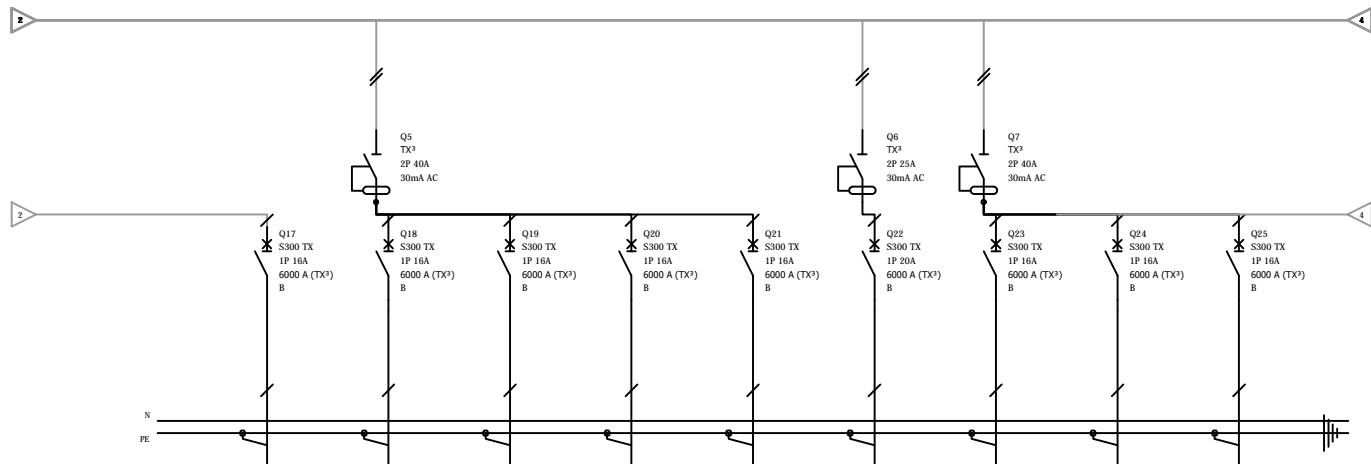 2
4
Q5
TX³
2P 40A
30mA AC
Q6
TX³
2P 25A
30mA AC
Q7
TX³
2P 40A
30mA AC
2
4
Q17
S300 TX
1P 16A
6000 A (TX³)
B
Q18
S300 TX
1P 16A
6000 A (TX³)
B
Q19
S300 TX
1P 16A
6000 A (TX³)
B
Q20
S300 TX
1P 16A
6000 A (TX³)
B
Q21
S300 TX
1P 16A
6000 A (TX³)
B
Q22
S300 TX
1P 20A
6000 A (TX³)
B
Q23
S300 TX
1P 16A
6000 A (TX³)
B
Q24
S300 TX
1P 16A
6000 A (TX³)
B
Q25
S300 TX
1P 16A
6000 A (TX³)
B
N
PE